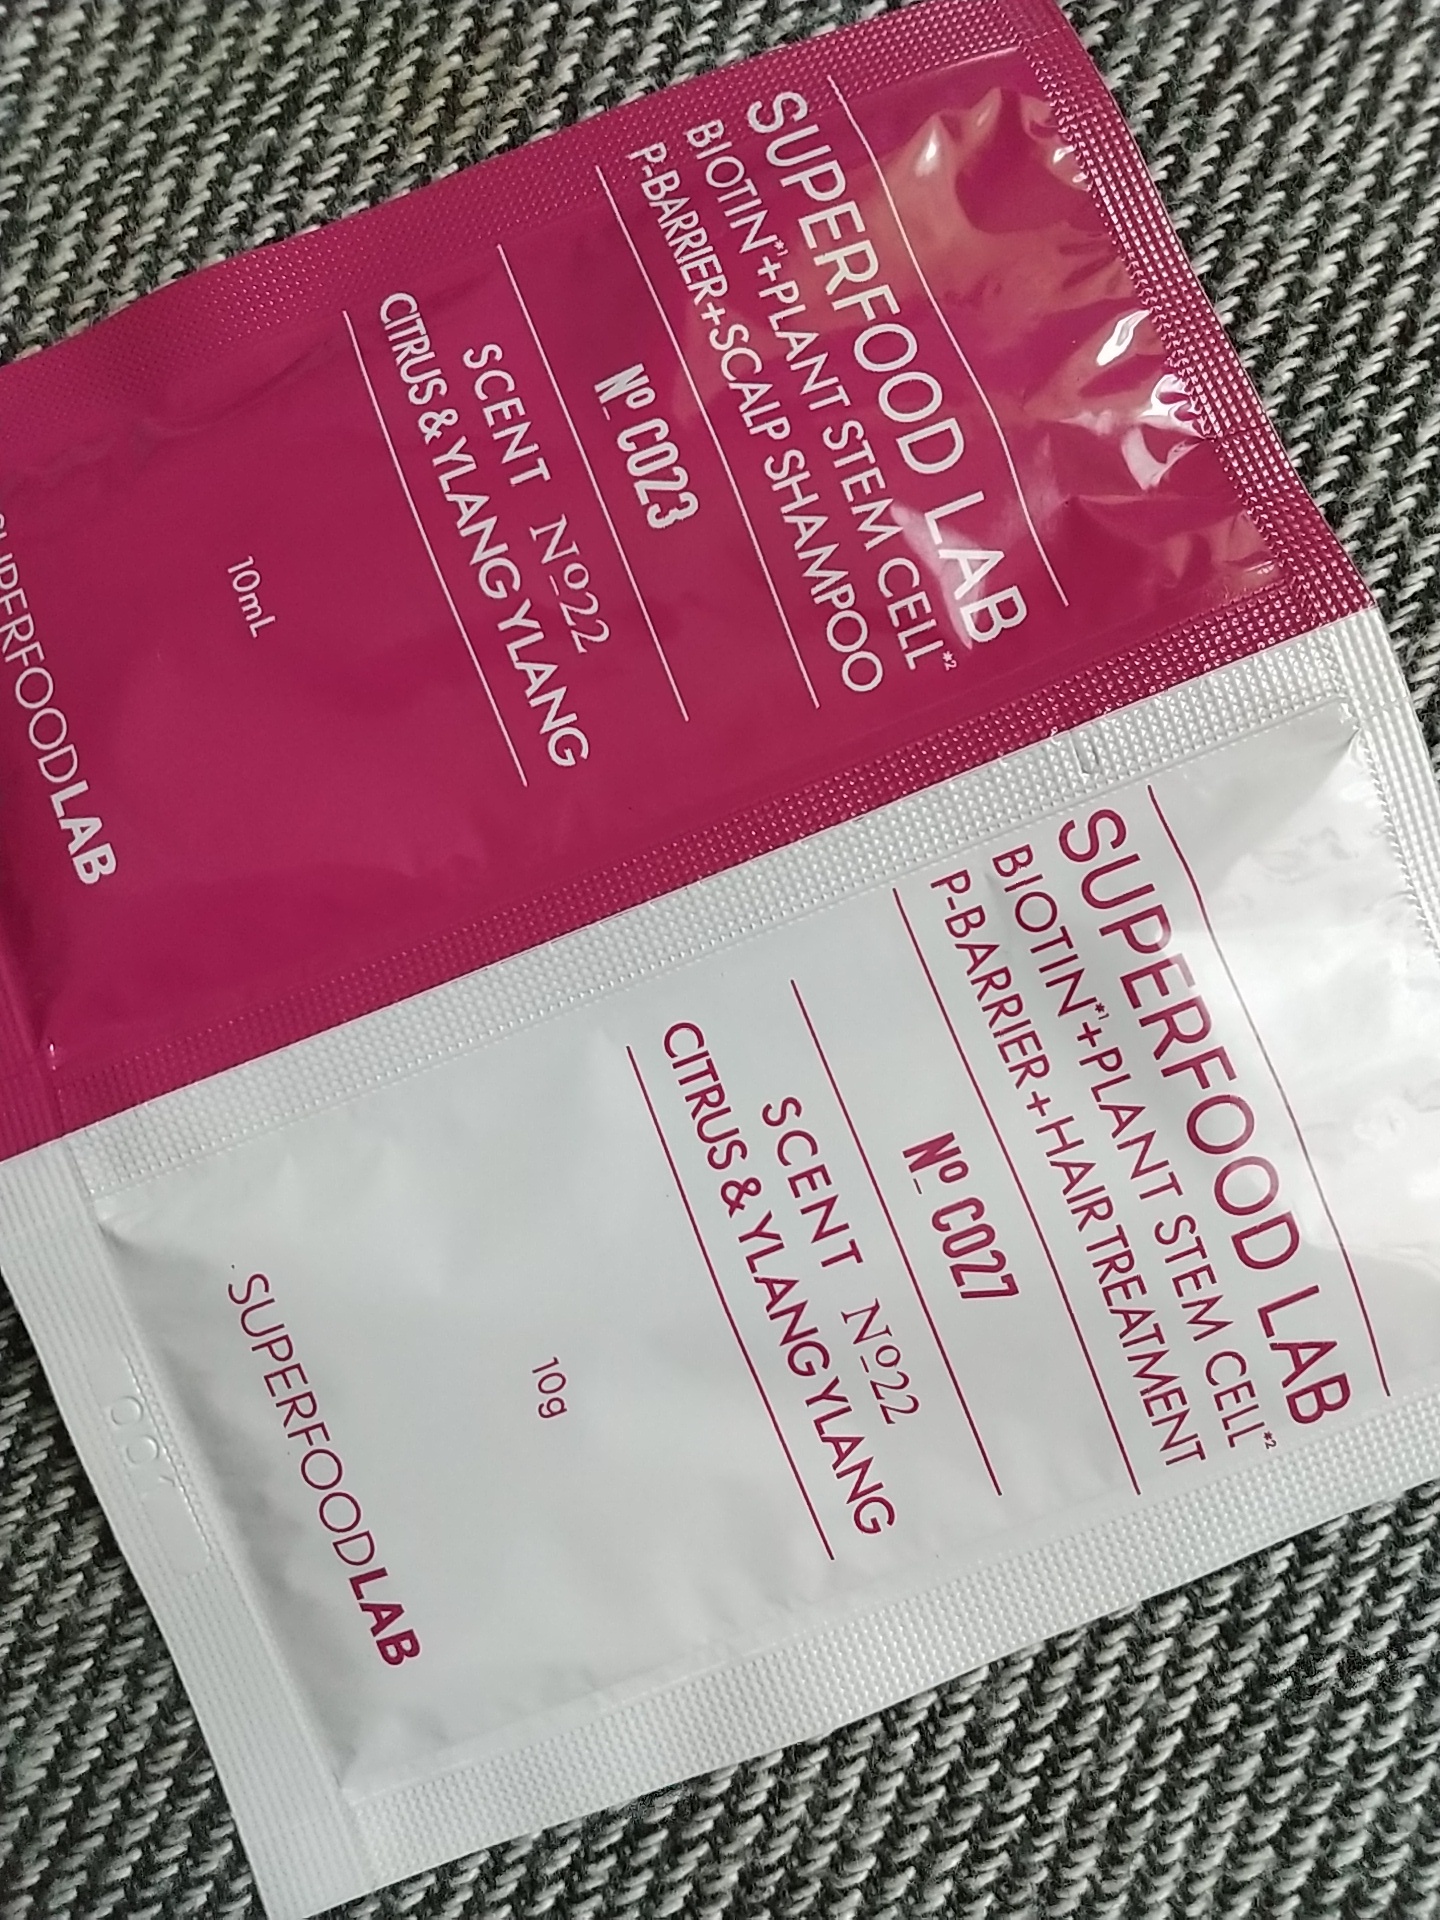 SUPERFOOD LAB
BIOTIN*1+PLANT STEM CELL*2
P-BARRIER+SCALP SHAMPOO
Nº C023
SCENT Nº22
CITRUS & YLANG YLANG
10mL
SUPERFOODLAB
SUPERFOOD LAB
BIOTIN*1+PLANT STEM CELL*2
P-BARRIER+HAIR TREATMENT
Nº C027
SCENT Nº22
CITRUS & YLANG YLANG
10g
SUPERFOODLAB